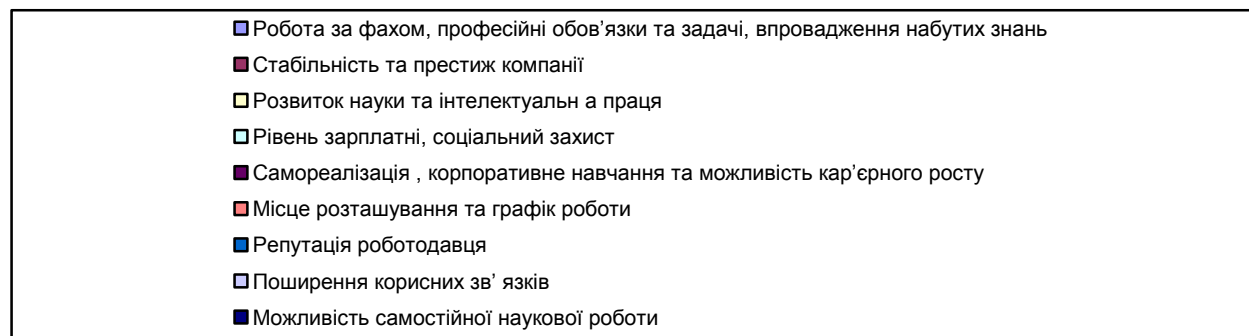 Робота за фахом, професійні обов'язки та задачі, впровадження набутих знань
Стабільність та престиж компанії
Розвиток науки та інтелектуальн а праця
Рівень зарплатні, соціальний захист
Самореалізація , корпоративне навчання та можливість кар'єрного росту
Місце розташування та графік роботи
Репутація роботодавця
Поширення корисних зв' язків
Можливість самостійної наукової роботи